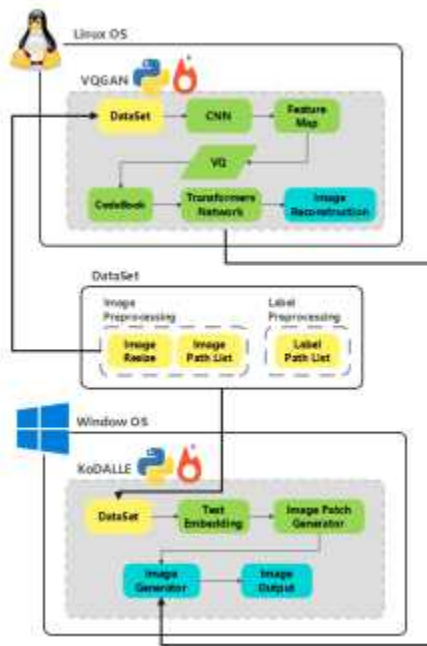 Linux OS
VQGAN
DataSet
CNN
Feature
Map
VQ
CodeBook
Transformers
Network
Image
Reconstruction
DataSet
Image
Preprocessing
Label
Preprocessing
Image
Resize
Image
Path List
Label
Path List
Window OS
KoDALLE
DataSet
Text
Embedding
Image Patch
Generator
Image
Generator
Image
Output